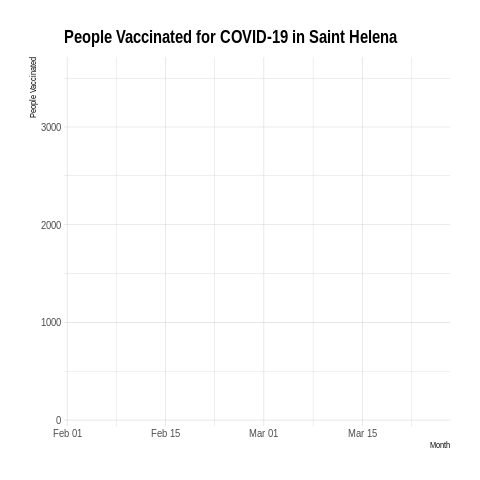 People Vaccinated for COVID-19 in Saint Helena
People Vaccinated
3000
2000
1000
0
Feb 01 Feb 15 Mar 01 Mar 15
Month